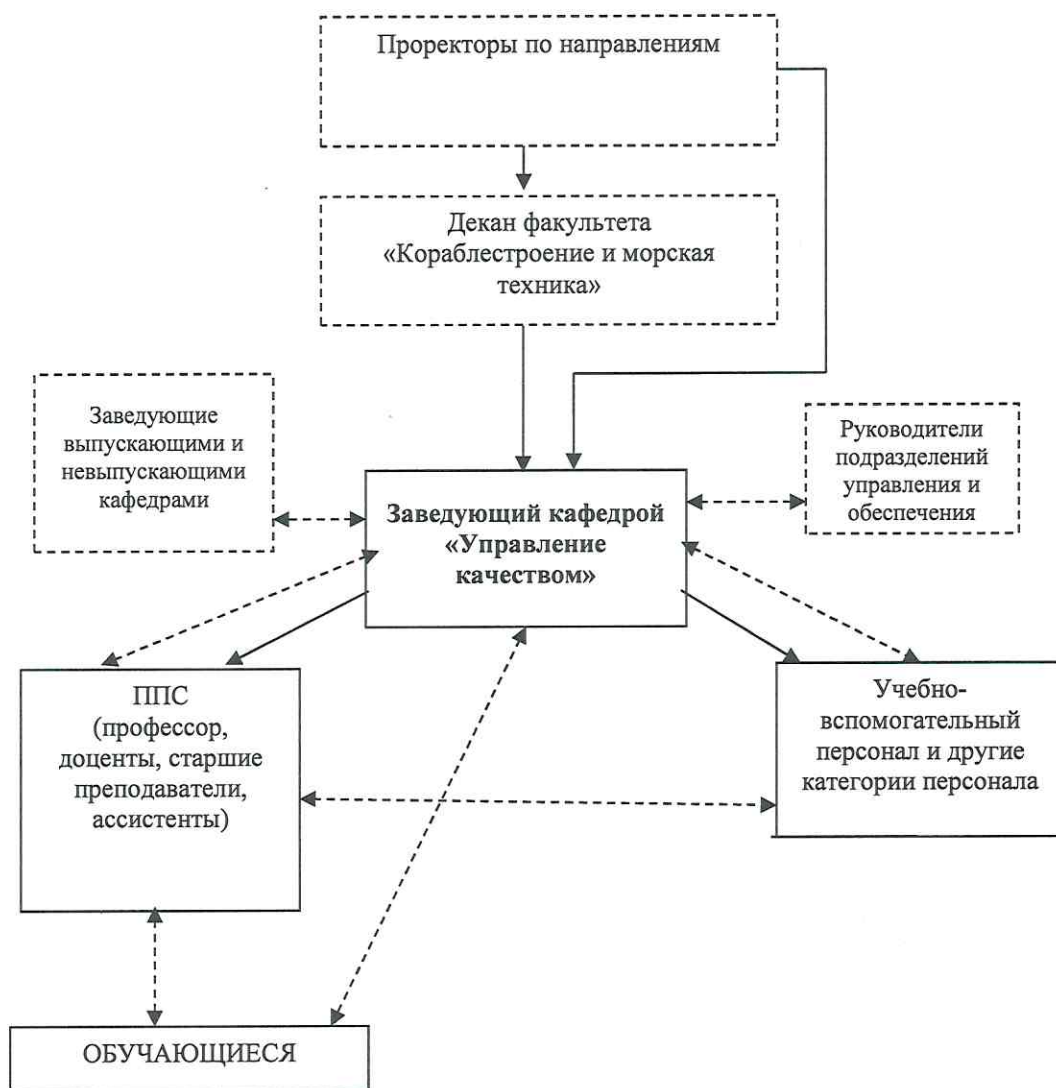 Проректоры по направлениям
Декан факультета
«Кораблестроение и морская
техника»
Заведующие
выпускающими и
невыпускающими
кафедрами
Руководители
подразделений
управления и
обеспечения
Заведующий кафедрой
«Управление
качеством»
ППС
(профессор,
доценты, старшие
преподаватели,
ассистенты)
Учебно-
вспомогательный
персонал и другие
категории персонала
ОБУЧАЮЩИЕСЯ